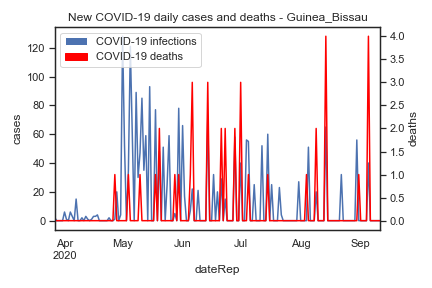 New COVID-19 daily cases and deaths - Guinea_Bissau
COVID-19 infections
COVID-19 deaths
120
100
80
60
40
20
0
cases
4.0
3.5
3.0
2.5
2.0
1.5
1.0
0.5
0.0
deaths
Apr May Jun Jul Aug Sep
2020
dateRep